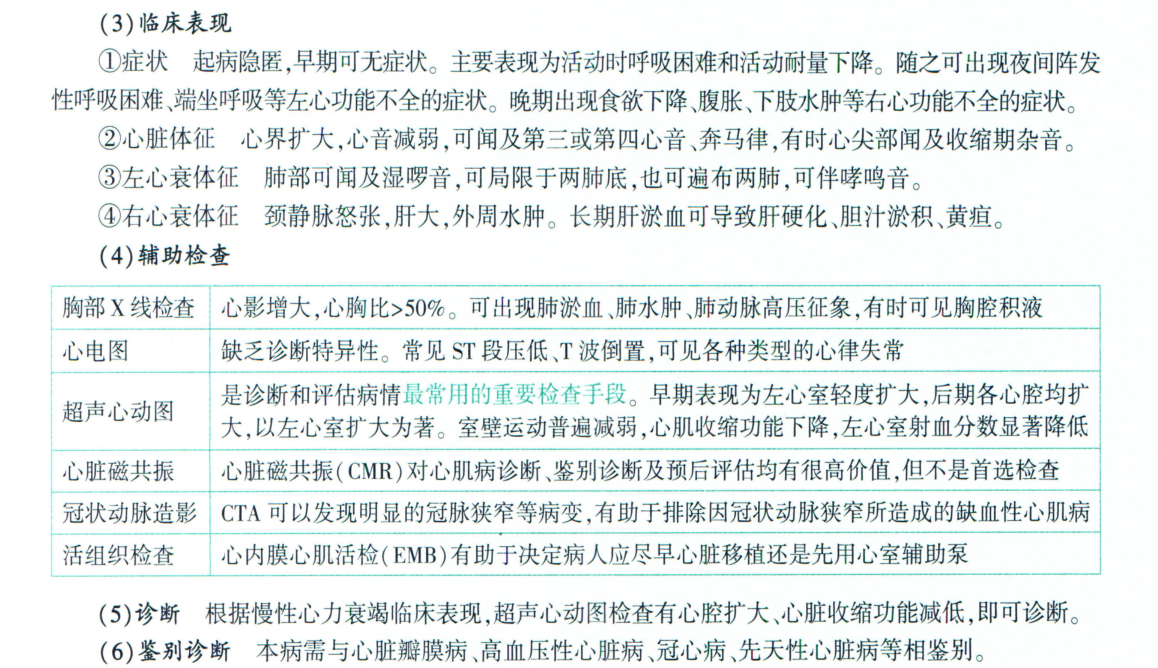 (3)临床表现
①症状 起病隐匿,早期可无症状。主要表现为活动时呼吸困难和活动耐量下降。随之可出现夜间阵发
性呼吸困难、端坐呼吸等左心功能不全的症状。晚期出现食欲下降、腹胀、下肢水肿等右心功能不全的症状。
②心脏体征 心界扩大,心音减弱,可闻及第三或第四心音、奔马律,有时心尖部闻及收缩期杂音。
③左心衰体征 肺部可闻及湿啰音,可局限于两肺底,也可遍布两肺,可伴哮鸣音。
④右心衰体征 颈静脉怒张,肝大,外周水肿。长期肝淤血可导致肝硬化、胆汁淤积、黄疸。
(4)辅助检查
胸部X线检查 心影增大,心胸比>50%。可出现肺淤血、肺水肿、肺动脉高压征象,有时可见胸腔积液
心电图 缺乏诊断特异性。常见ST段压低、T波倒置,可见各种类型的心律失常
超声心动图 是诊断和评估病情最常用的重要检查手段。早期表现为左心室轻度扩大,后期各心腔均扩
大,以左心室扩大为著。室壁运动普遍减弱,心肌收缩功能下降,左心室射血分数显著降低
心脏磁共振 心脏磁共振(CMR)对心肌病诊断、鉴别诊断及预后评估均有很高价值,但不是首选检查
冠状动脉造影 CTA可以发现明显的冠脉狭窄等病变,有助于排除因冠状动脉狭窄所造成的缺血性心肌病
活组织检查 心内膜心肌活检(EMB)有助于决定病人应尽早心脏移植还是先用心室辅助泵
(5)诊断 根据慢性心力衰竭临床表现,超声心动图检查有心腔扩大、心脏收缩功能减低,即可诊断。
(6)鉴别诊断 本病需与心脏瓣膜病、高血压性心脏病、冠心病、先天性心脏病等相鉴别。